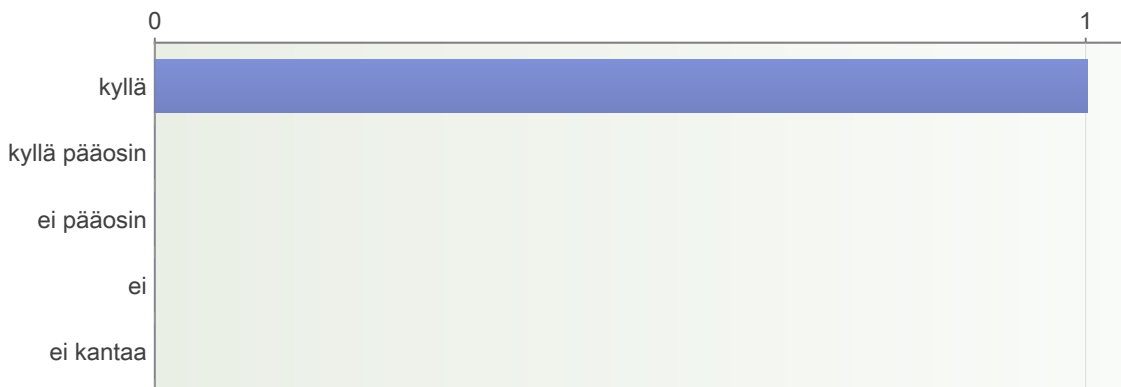 0 1
kyllä
kyllä pääosin
ei pääosin
ei
ei kantaa